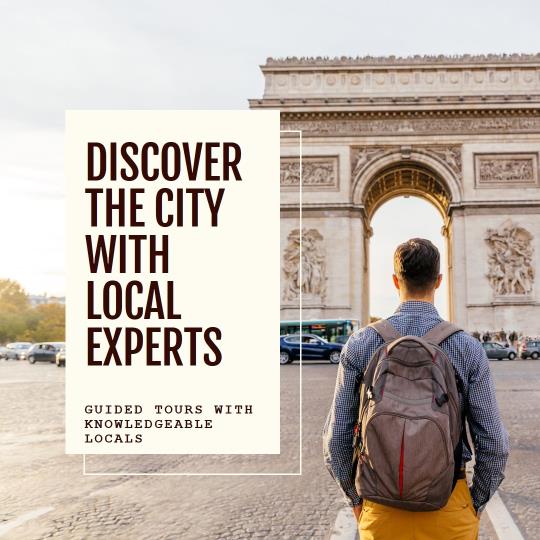 DISCOVER
THE CITY
WITH
LOCAL
EXPERTS
GUIDED TOURS WITH
KNOWLEDGEABLE
LOCALS